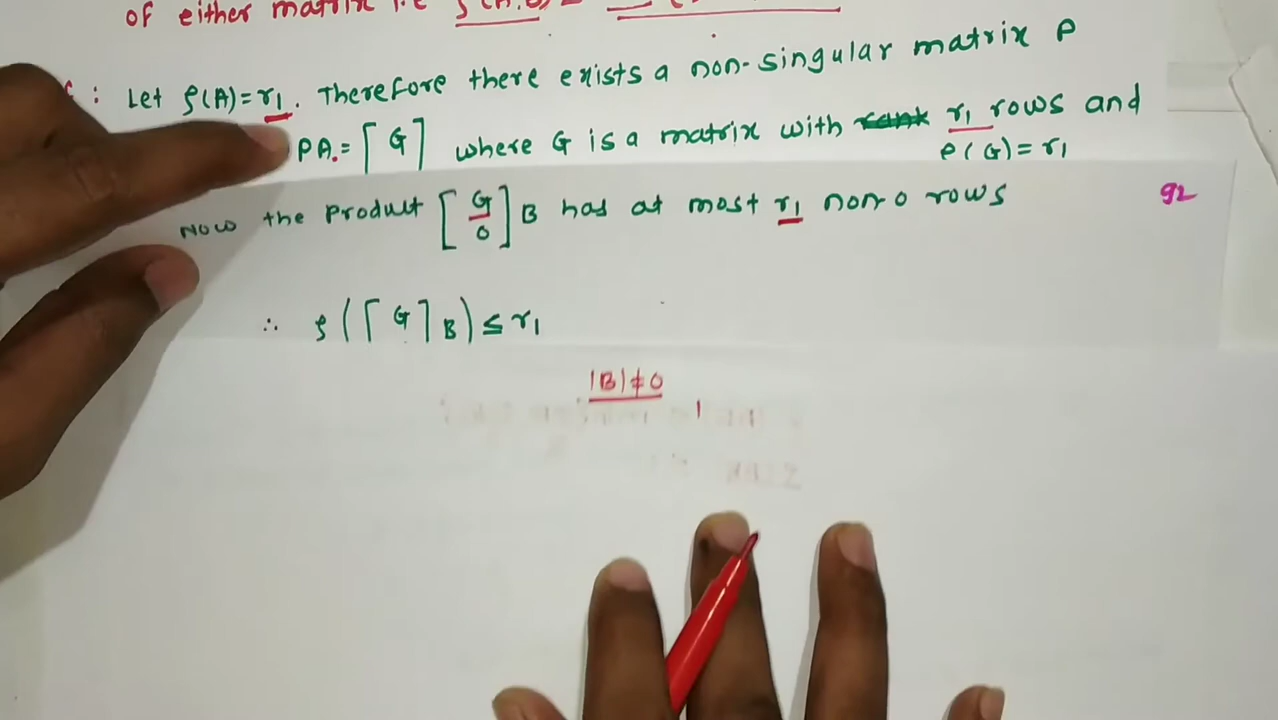 of either matrix i.e
: Let ρ(A)=r₁. Therefore there exists a non-singular matrix P
PA = [G] where G is a matrix with r₁ rows and
ρ(G)=r₁
Now the Product [G/0] B has at most r₁ non 0 rows
92
∴ ρ([G] B) ≤ r₁
|B|≠0